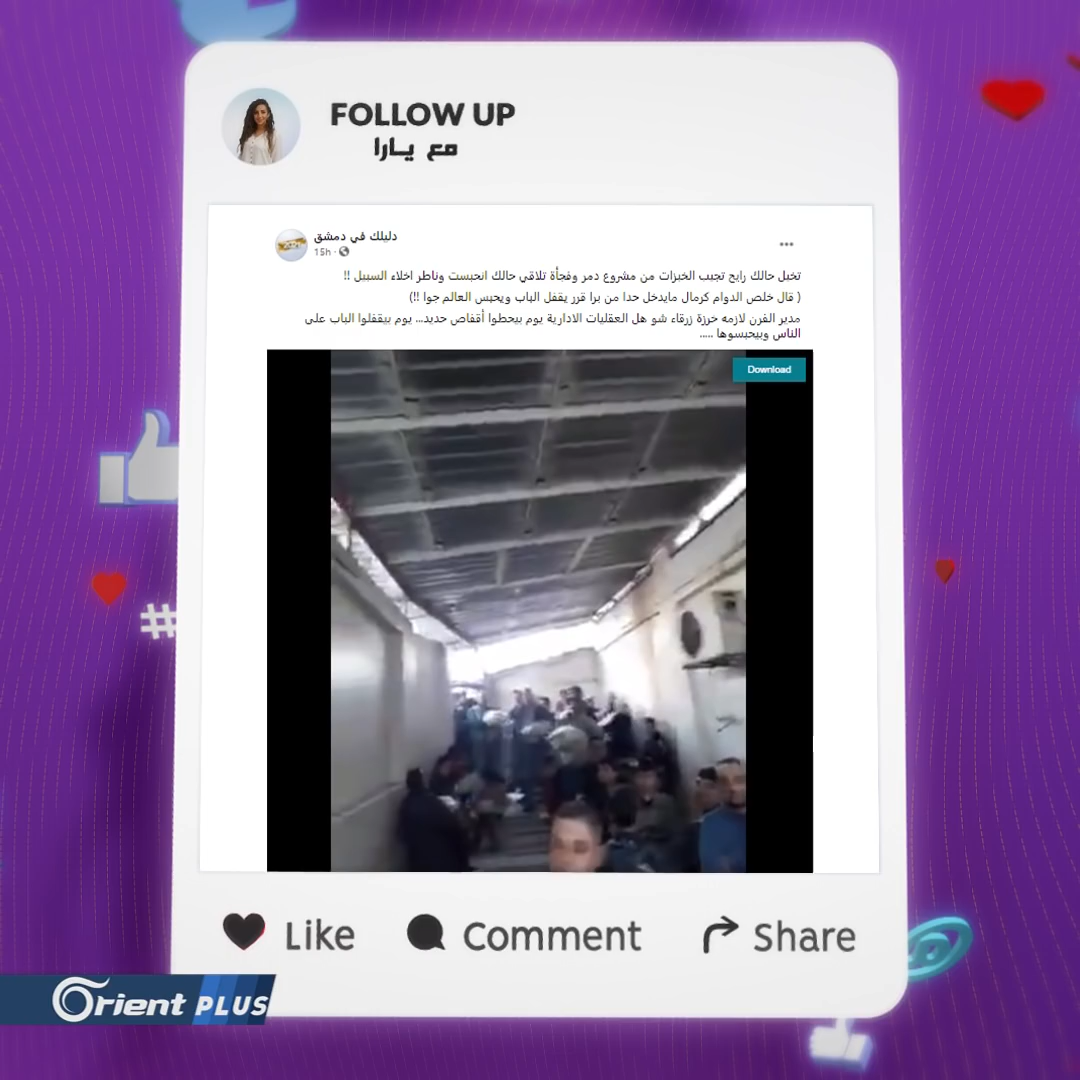 FOLLOW UP
مع يارا
دليلك في دمشق
15h ·
تخيل حالك رايح تجيب الخبزات من مشروع دمر وفجأة تلاقي حالك انحبست وناطر اخلاء السبيل !!
( قال خلص الدوام كرمال مايدخل حدا من برا قرر يقفل الباب ويحبس العالم جوا !!)
مدير الفرن لازمه خرزة زرقاء شو هل العقليات الادارية يوم بيحطوا أقفاص حديد... يوم بيقفلوا الباب على
الناس وبيحبسوها .....
Download
Like
Comment
Share
Orient PLUS